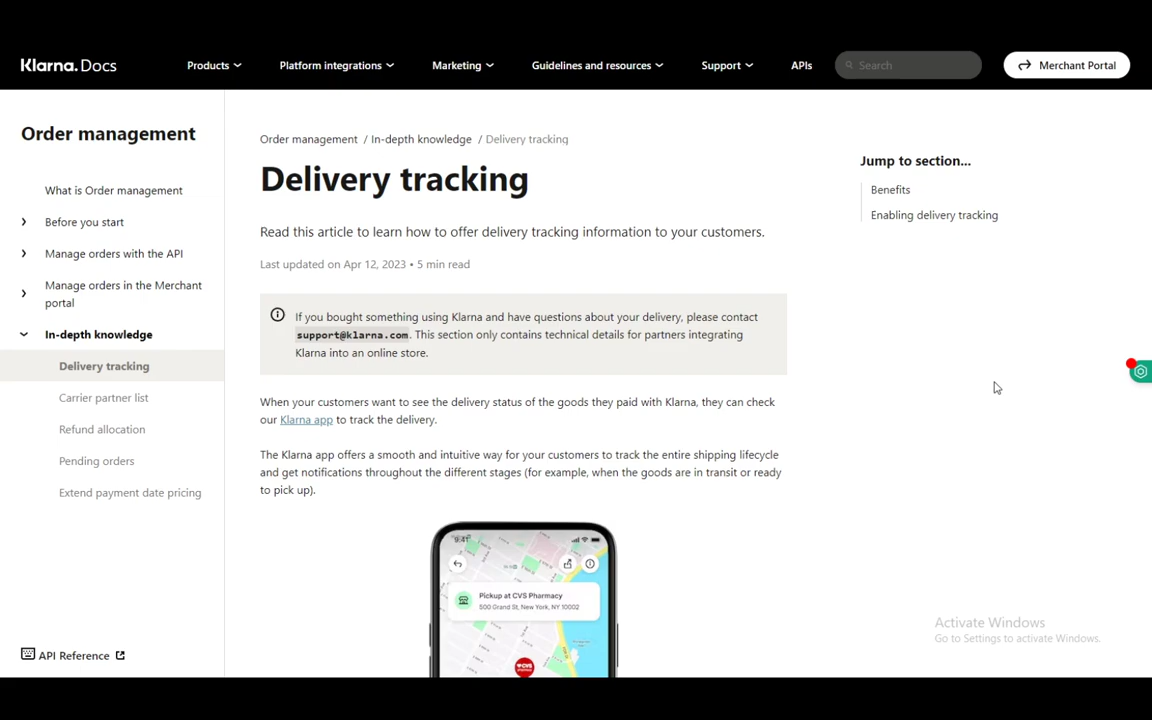 Klarna. Docs
Products
Platform integrations
Marketing
Guidelines and resources
Support
APIs
Search
Merchant Portal
Order management
What is Order management
Before you start
Manage orders with the API
Manage orders in the Merchant
portal
In-depth knowledge
Delivery tracking
Carrier partner list
Refund allocation
Pending orders
Extend payment date pricing
API Reference
Order management / In-depth knowledge / Delivery tracking
Delivery tracking
Read this article to learn how to offer delivery tracking information to your customers.
Last updated on Apr 12, 2023 • 5 min read
If you bought something using Klarna and have questions about your delivery, please contact
support@klarna.com. This section only contains technical details for partners integrating
Klarna into an online store.
When your customers want to see the delivery status of the goods they paid with Klarna, they can check
our Klarna app to track the delivery.
The Klarna app offers a smooth and intuitive way for your customers to track the entire shipping lifecycle
and get notifications throughout the different stages (for example, when the goods are in transit or ready
to pick up).
9:41
Pickup at CVS Pharmacy
500 Grand St, New York, NY 10002
CVS
Jump to section...
Benefits
Enabling delivery tracking
Activate Windows
Go to Settings to activate Windows.